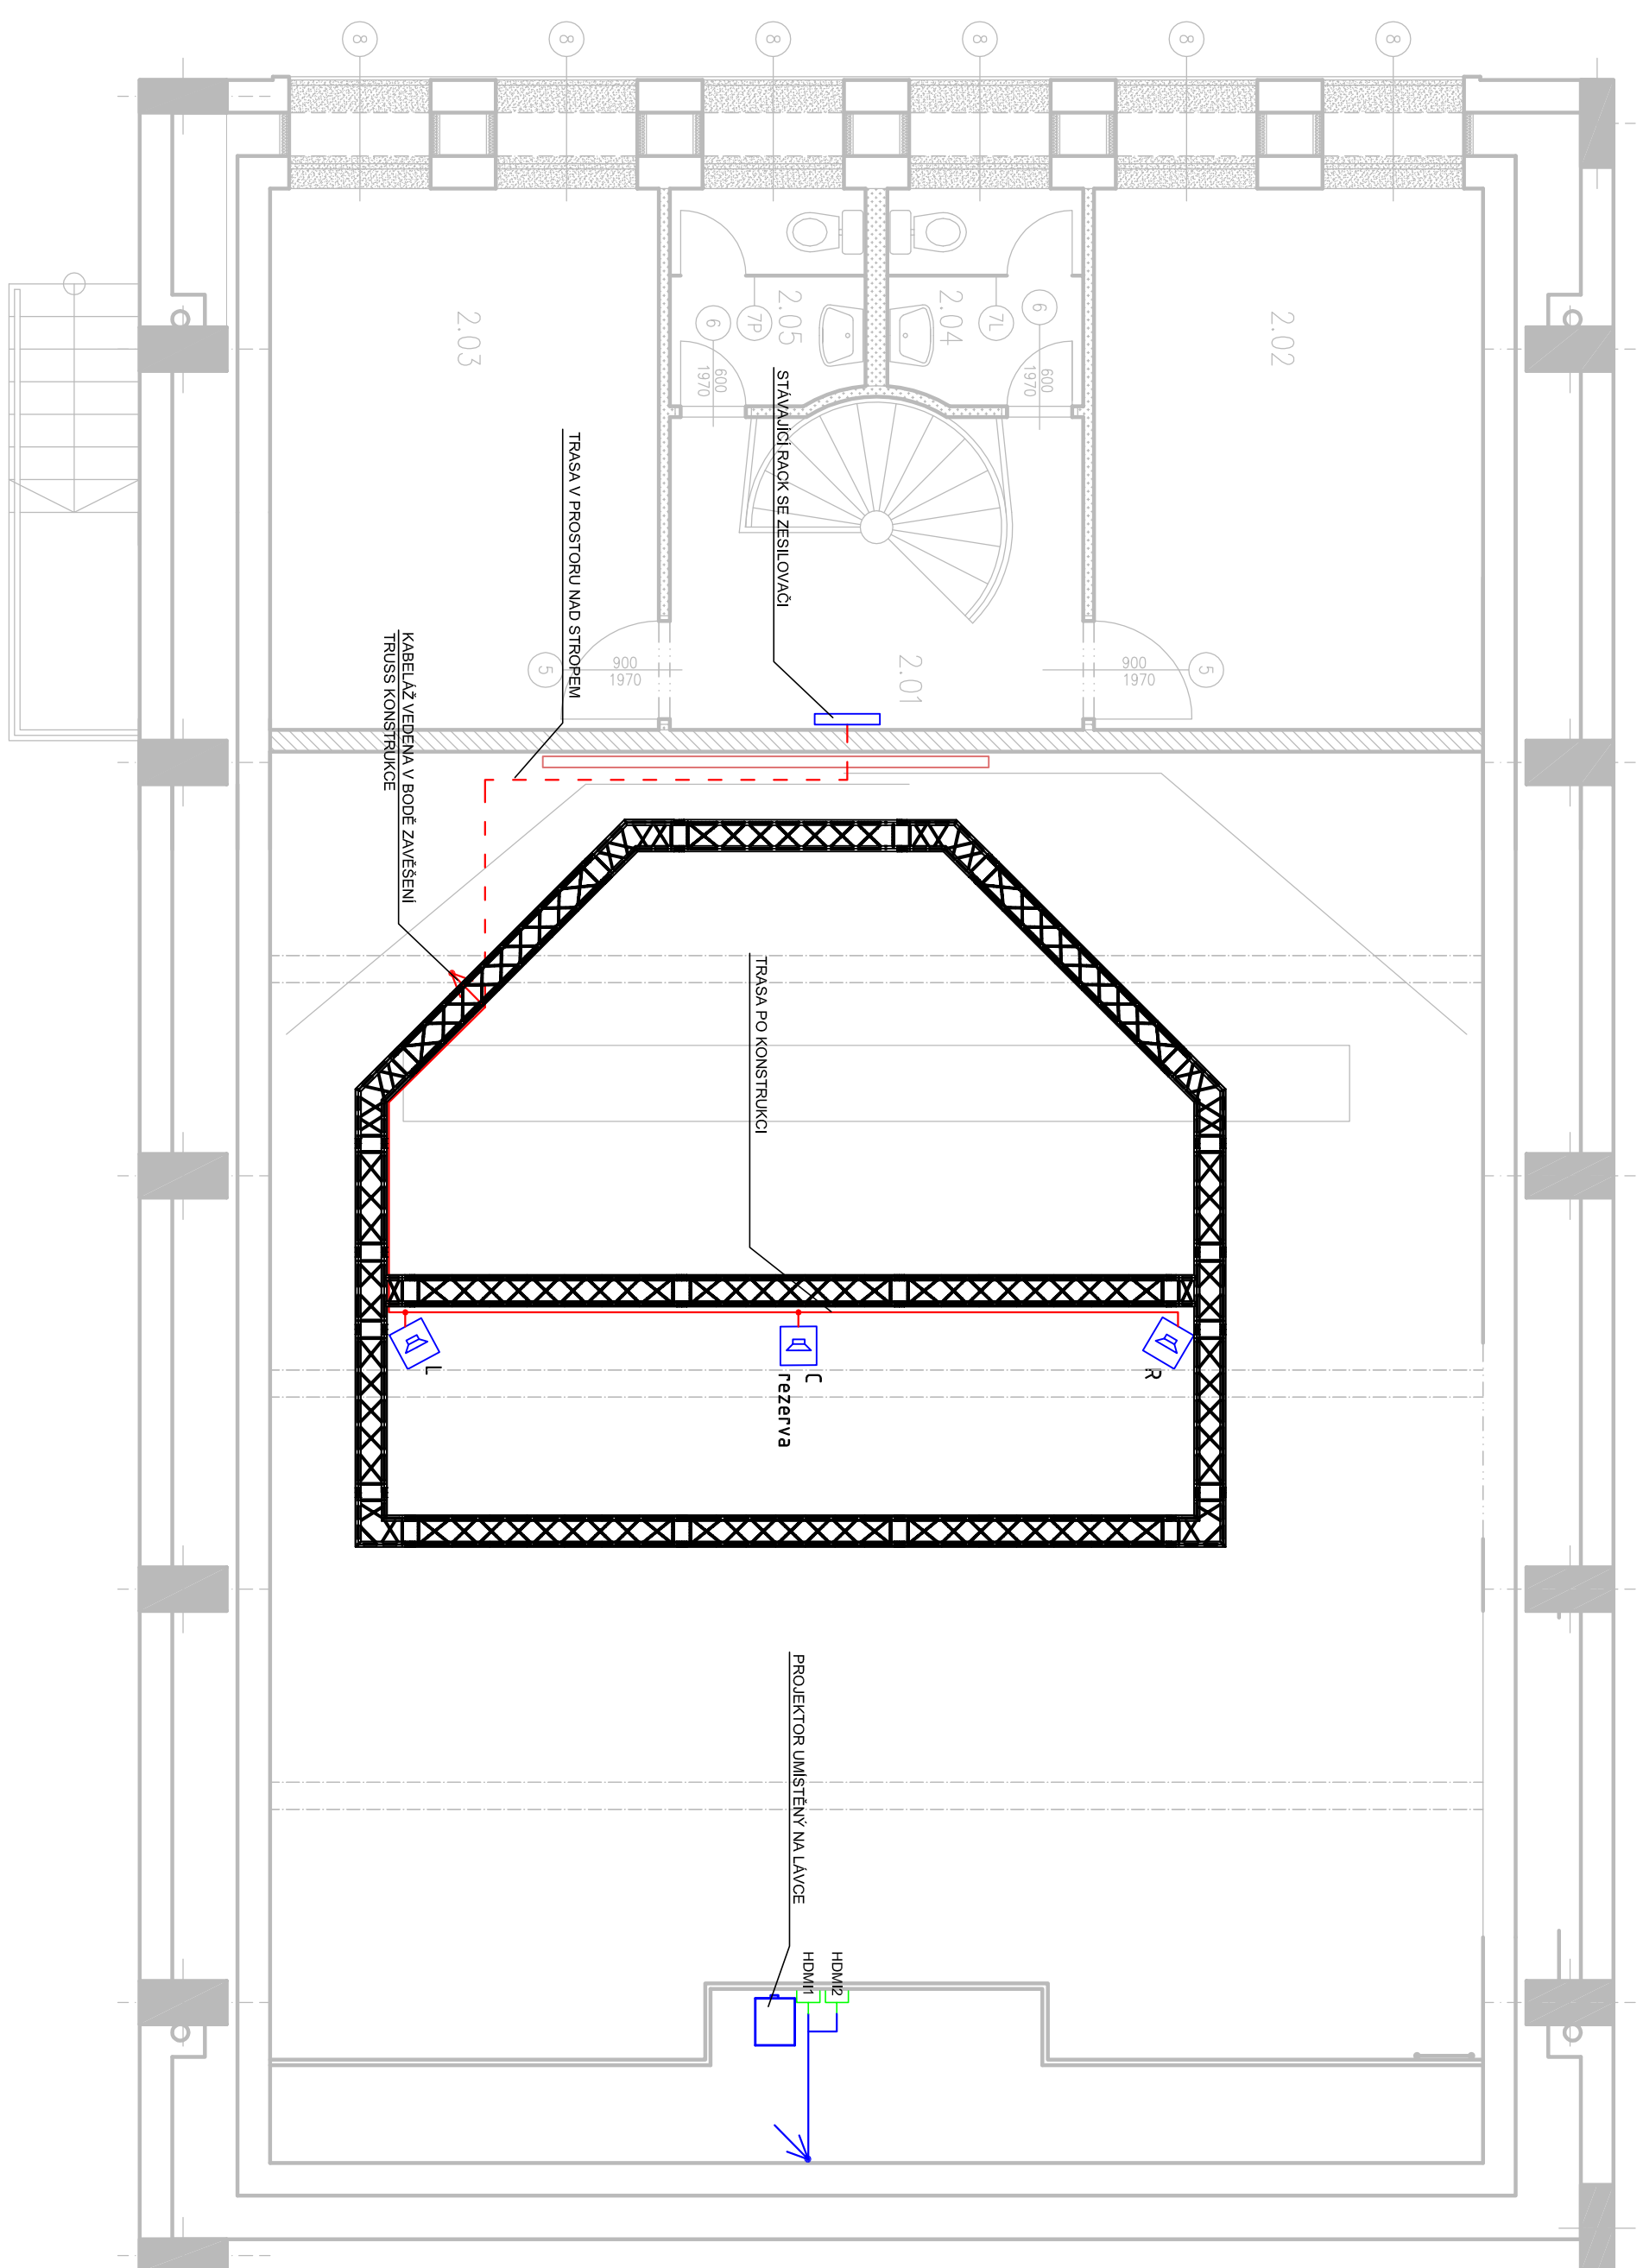 8
8
8
8
8
8
2.03
2.05
2.04
2.02
6
7P
7L
6
600
1970
600
1970
STÁVAJÍCÍ RACK SE ZESILOVAČI
TRASA V PROSTORU NAD STROPEM
KABELÁŽ VEDENA V BODĚ ZAVĚŠENÍ
TRUSS KONSTRUKCE
5
900
1970
2.01
900
1970
5
TRASA PO KONSTRUKCI
L
C
rezerva
R
PROJEKTOR UMÍSTĚNÝ NA LÁVCE
HDMI1
HDMI2